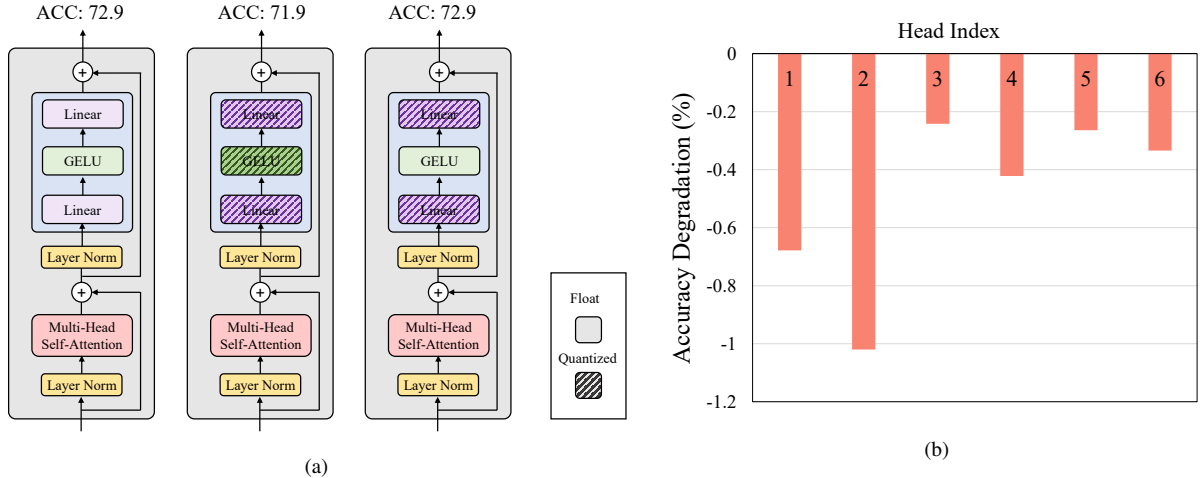 ACC: 72.9
Linear
GELU
Linear
Layer Norm
Multi-Head
Self-Attention
Layer Norm
ACC: 71.9
Linear
GELU
Linear
Layer Norm
Multi-Head
Self-Attention
Layer Norm
ACC: 72.9
Linear
GELU
Linear
Layer Norm
Multi-Head
Self-Attention
Layer Norm
Float
Quantized
(a)
Head Index
Accuracy Degradation (%)
0
-0.2
-0.4
-0.6
-0.8
-1
-1.2
1 2 3 4 5 6
(b)